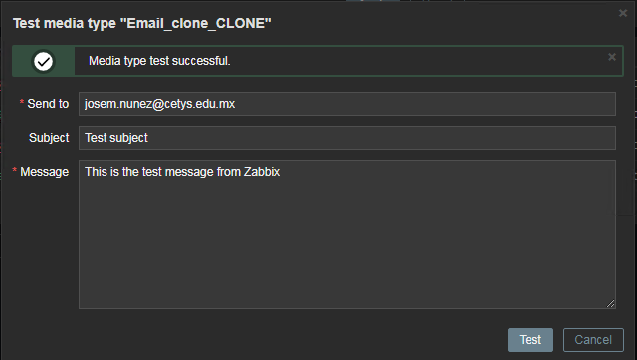 Test media type "Email_clone_CLONE"
Media type test successful.
* Send to josem.nunez@cetys.edu.mx
Subject Test subject
* Message This is the test message from Zabbix
Test Cancel